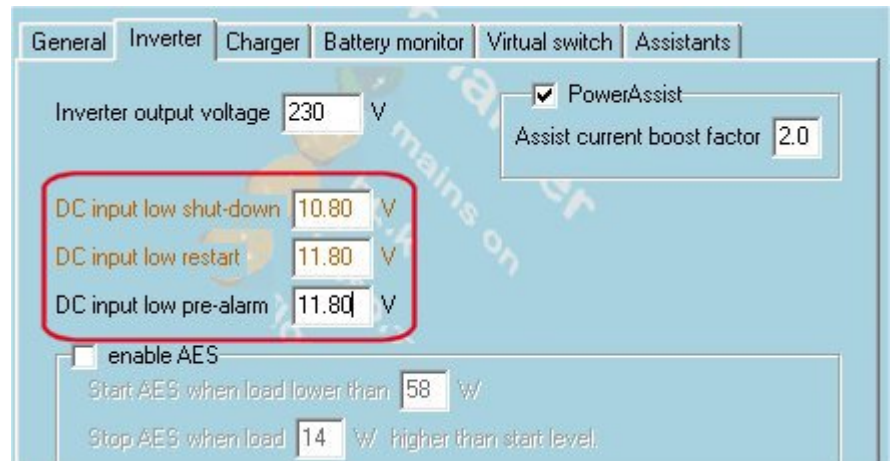 General Inverter Charger Battery monitor Virtual switch Assistants
Inverter output voltage 230 V
PowerAssist
Assist current boost factor 2.0
DC input low shut-down 10.80 V
DC input low restart 11.80 V
DC input low pre-alarm 11.80 V
enable AES
Start AES when load lower than 58 W
Stop AES when load 14 W higher than start level.
mains on